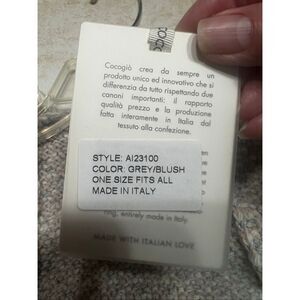 Cocogiò crea da sempre un
prodotto unico ed innovativo che si
differenzia da tutto rispettando due
canoni importanti: il rapporto
qualità prezzo e la produzione
fatta interamente in Italia dal
tessuto alla confezione.
STYLE: AI23100
COLOR: GREY/BLUSH
ONE SIZE FITS ALL
MADE IN ITALY
ring, entirely made in Italy.
MADE WITH ITALIAN LOVE